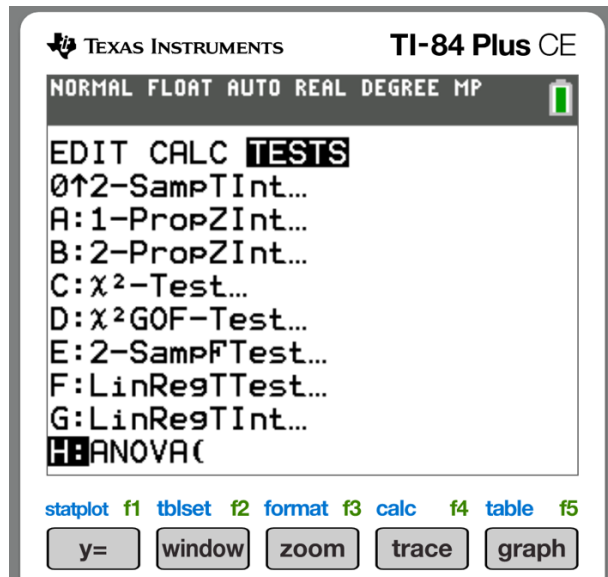 TEXAS INSTRUMENTS TI-84 Plus CE
NORMAL FLOAT AUTO REAL DEGREE MP
EDIT CALC TESTS
0↑2-SampTInt…
A:1-PropZInt…
B:2-PropZInt…
C:χ²-Test…
D:χ²GOF-Test…
E:2-SampFTest…
F:LinRegTTest…
G:LinRegTInt…
H:ANOVA(
statplot f1 tblset f2 format f3 calc f4 table f5
y= window zoom trace graph